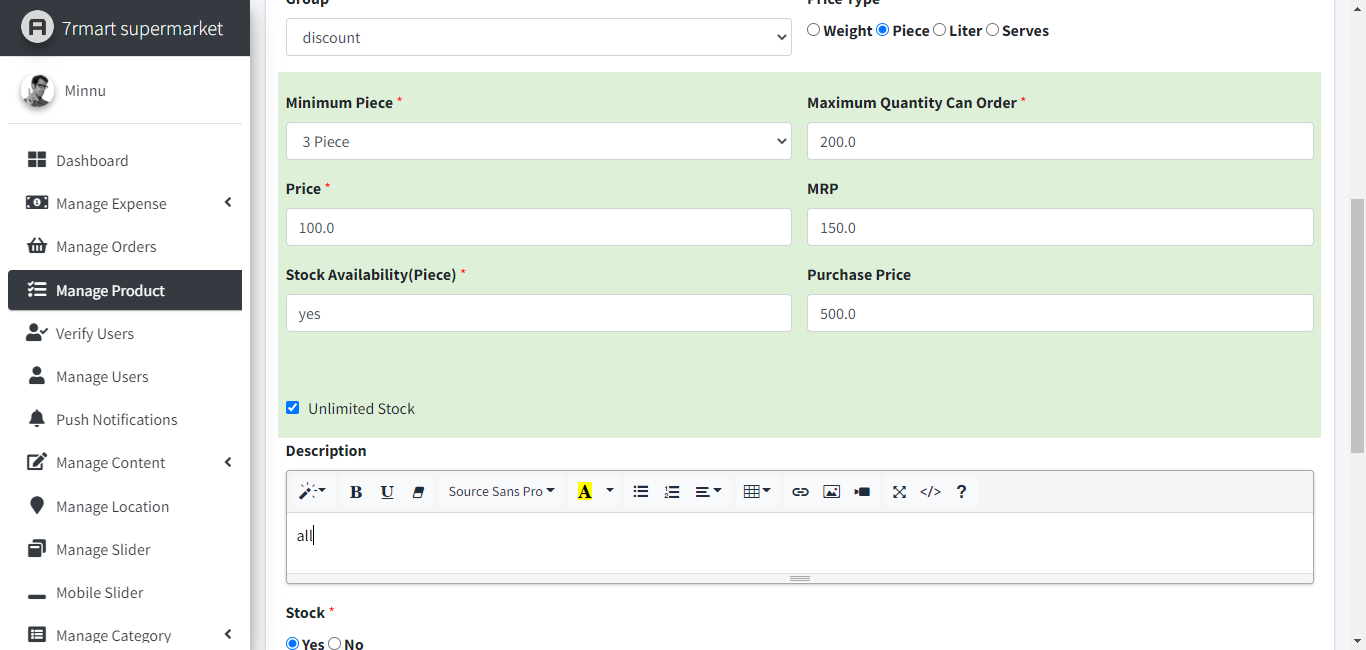 7rmart supermarket
Minnu
Dashboard
Manage Expense
Manage Orders
Manage Product
Verify Users
Manage Users
Push Notifications
Manage Content
Manage Location
Manage Slider
Mobile Slider
Manage Category
Group
discount
Price Type
Weight Piece Liter Serves
Minimum Piece *
3 Piece
Maximum Quantity Can Order *
200.0
Price *
100.0
MRP
150.0
Stock Availability(Piece) *
yes
Purchase Price
500.0
Unlimited Stock
Description
B U Source Sans Pro A </> ?
all
Stock *
Yes No